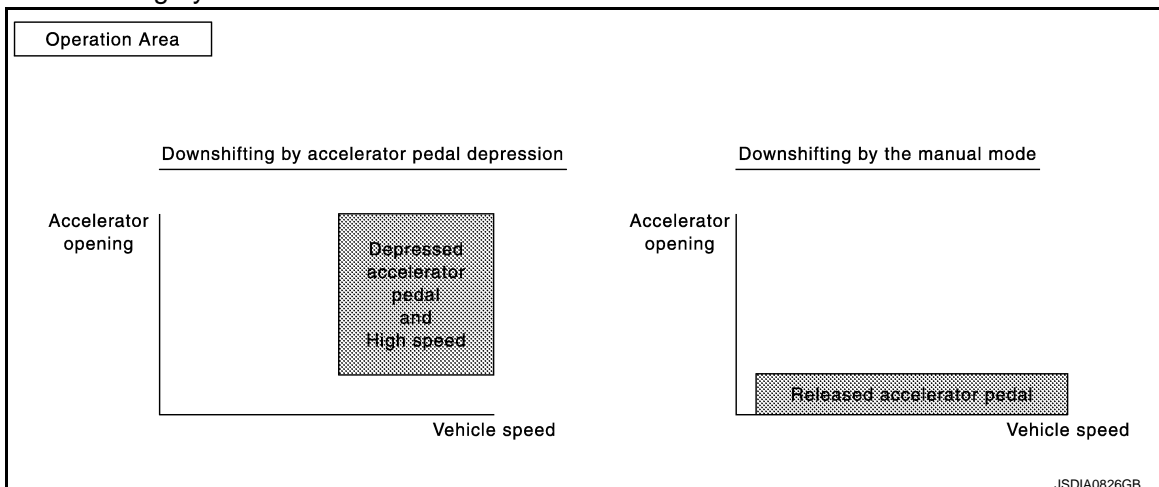 Operation Area
Downshifting by accelerator pedal depression
Accelerator
opening
Depressed
accelerator
pedal
and
High speed
Vehicle speed
Downshifting by the manual mode
Accelerator
opening
Released accelerator pedal
Vehicle speed
JSDIA0826GB